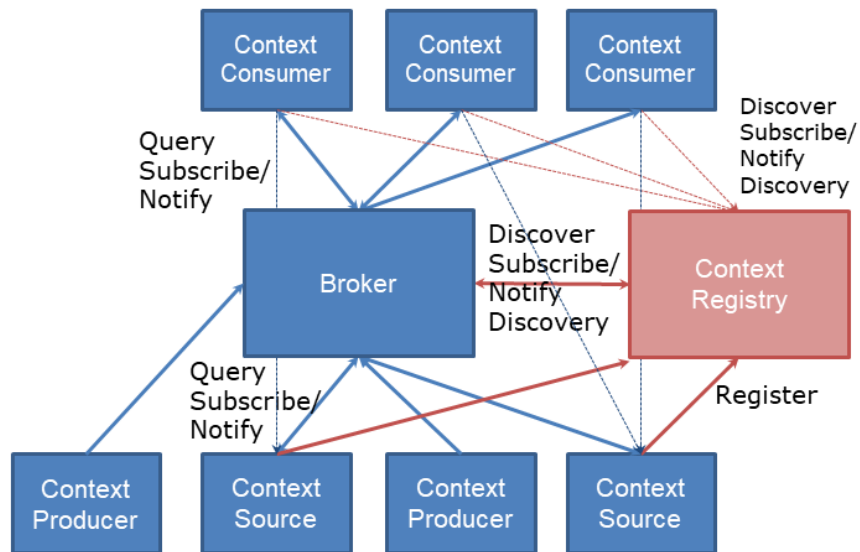 Context
Consumer
Context
Consumer
Context
Consumer
Query
Subscribe/
Notify
Discover
Subscribe/
Notify
Discovery
Broker
Discover
Subscribe/
Notify
Discovery
Context
Registry
Query
Subscribe/
Notify
Register
Context
Producer
Context
Source
Context
Producer
Context
Source